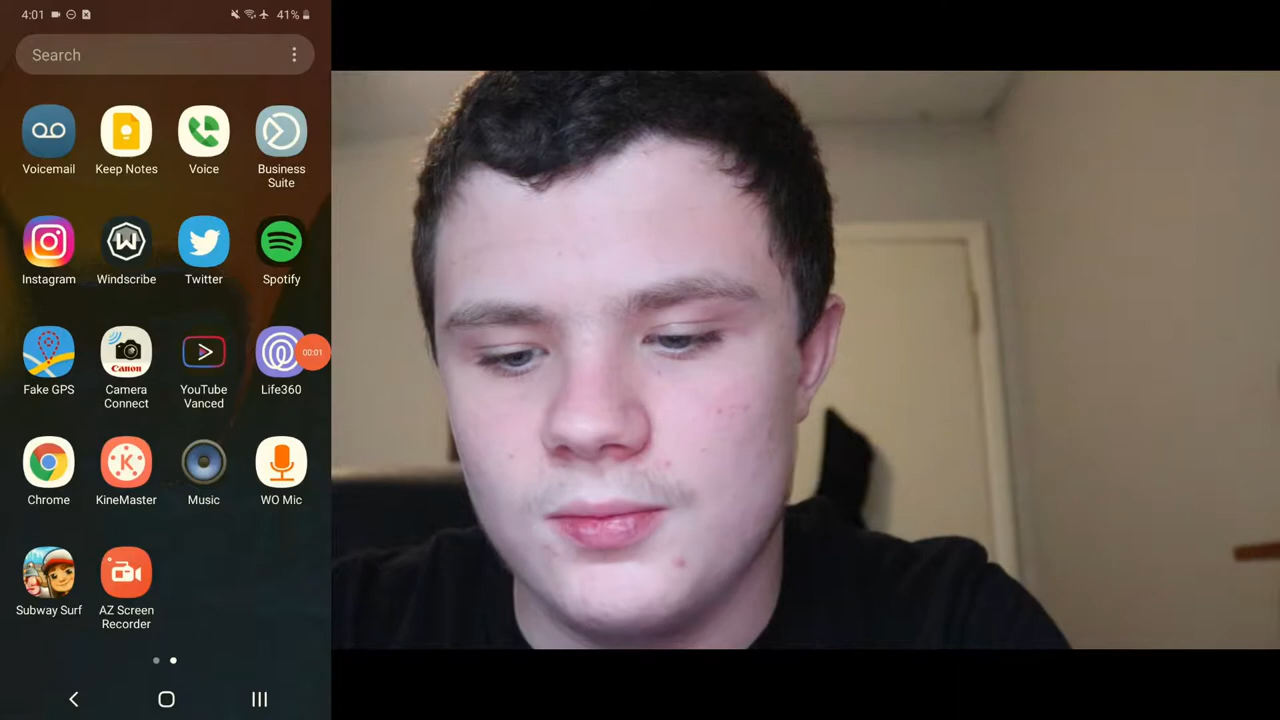 4:01
41%
Search
Voicemail
Keep Notes
Voice
Business
Suite
Instagram
Windscribe
Twitter
Spotify
Fake GPS
Canon
Camera
Connect
YouTube
Vanced
Life360
00:01
Chrome
KineMaster
Music
WO Mic
Subway Surf
AZ Screen
Recorder